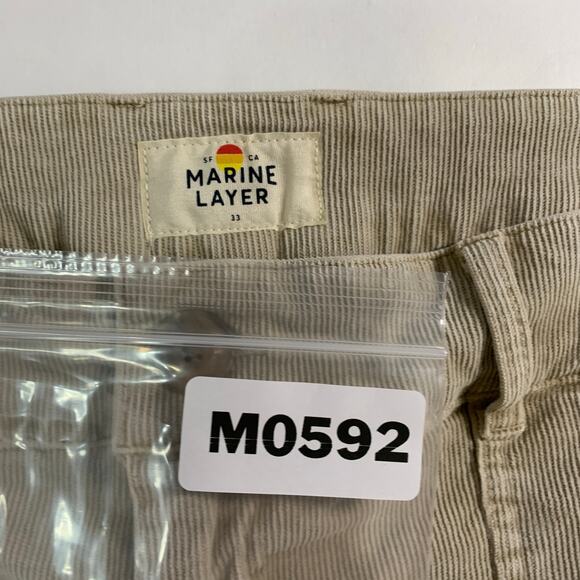 SF CA
MARINE
LAYER
33
M0592